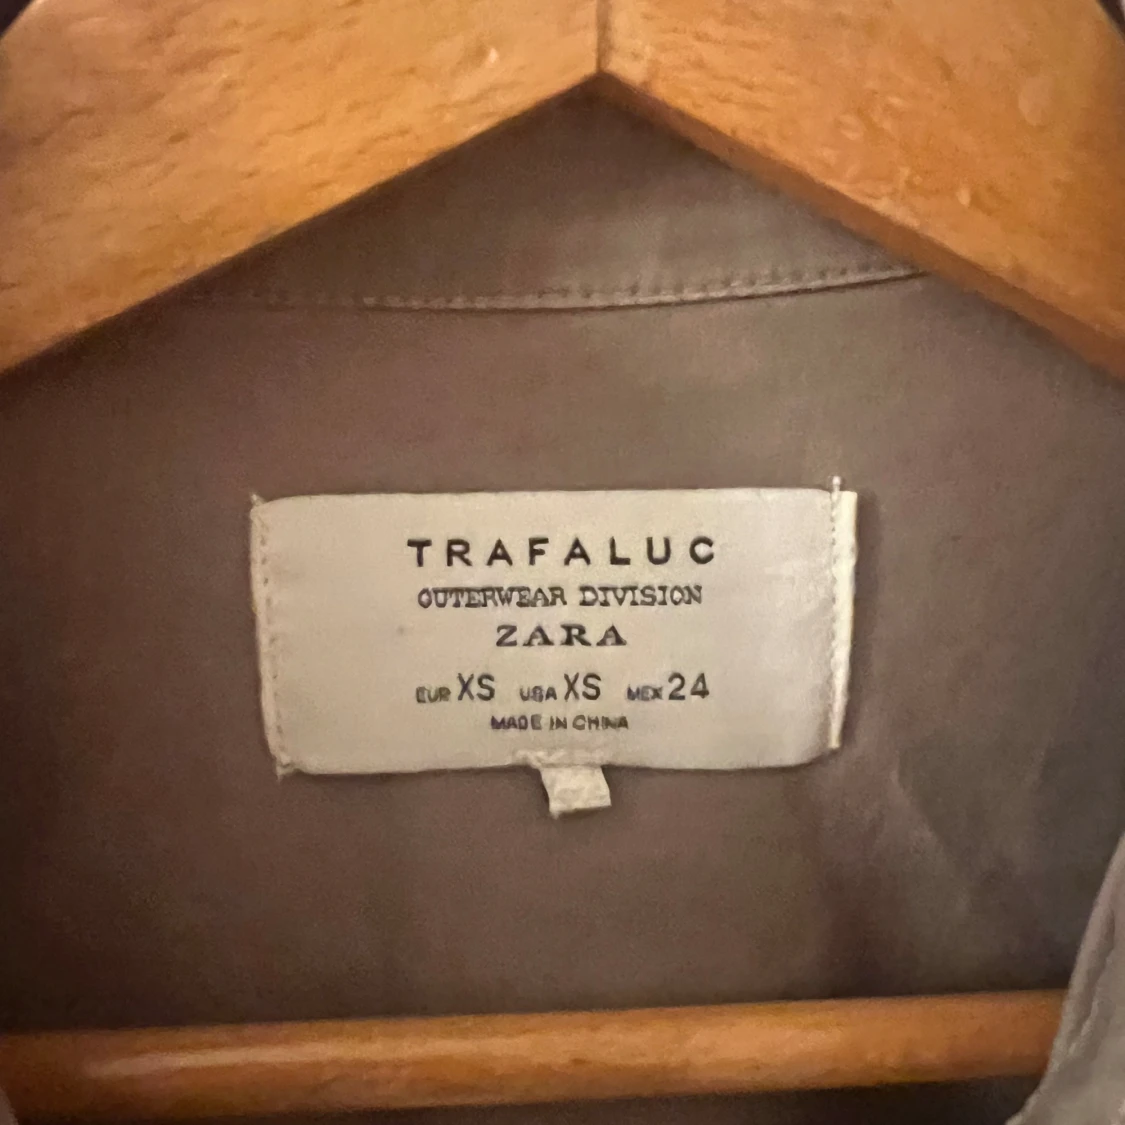 TRAFALUC
OUTERWEAR DIVISION
ZARA
EUR XS USA XS MEX 24
MADE IN CHINA